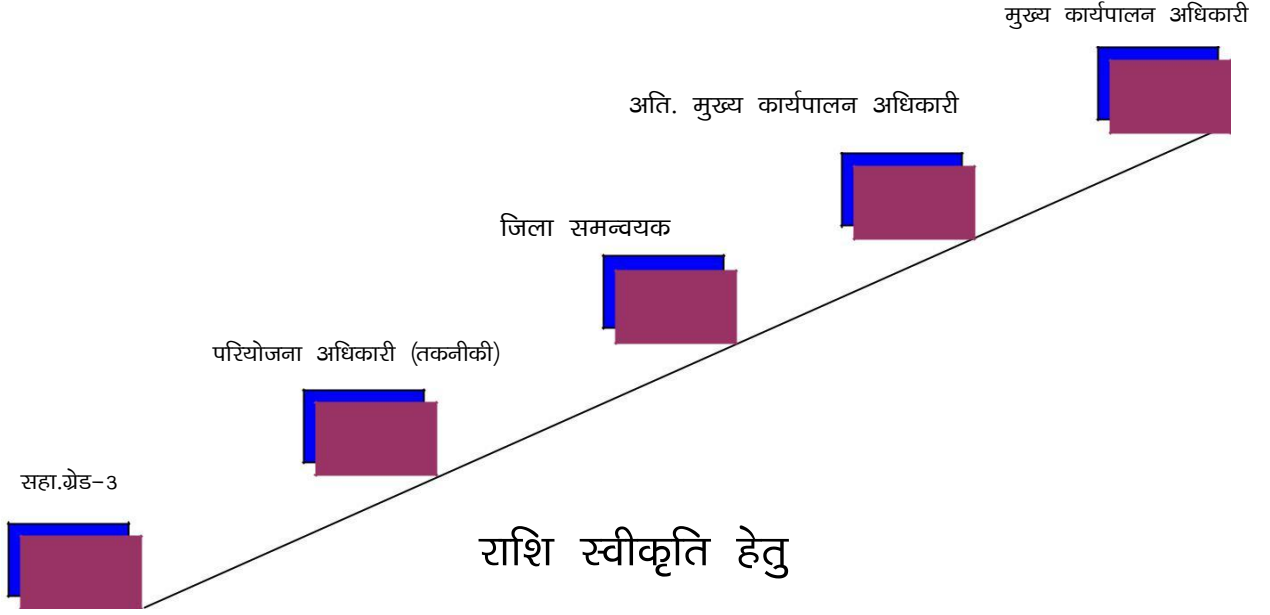 मुख्य कार्यपालन अधिकारी
अति. मुख्य कार्यपालन अधिकारी
जिला समन्वयक
परियोजना अधिकारी (तकनीकी)
सहा.ग्रेड-3
राशि स्वीकृति हेतु